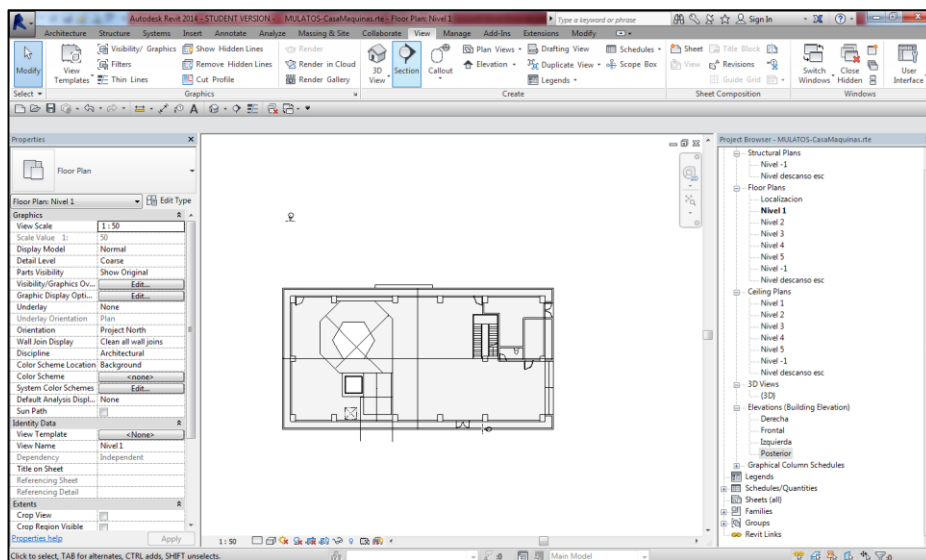 Autodesk Revit 2014 - STUDENT VERSION - MULATOS-CasaMaquinas.rte - Floor Plan: Nivel 1
Type a keyword or phrase
Sign In
Architecture Structure Systems Insert Annotate Analyze Massing & Site Collaborate View Manage Add-Ins Extensions Modify
Modify
View Templates
Visibility/ Graphics
Filters
Thin Lines
Show Hidden Lines
Remove Hidden Lines
Cut Profile
Render
Render in Cloud
Render Gallery
3D View
Section
Callout
Plan Views
Elevation
Drafting View
Duplicate View
Legends
Schedules
Scope Box
Sheet
View
Title Block
Revisions
Guide Grid
Switch Windows
Close Hidden
User Interface
Select
Graphics
Create
Sheet Composition
Windows
Properties
Floor Plan
Floor Plan: Nivel 1
Edit Type
Graphics
View Scale 1 : 50
Scale Value 1: 50
Display Model Normal
Detail Level Coarse
Parts Visibility Show Original
Visibility/Graphics Ov... Edit...
Graphic Display Opti... Edit...
Underlay None
Underlay Orientation Plan
Orientation Project North
Wall Join Display Clean all wall joins
Discipline Architectural
Color Scheme Location Background
Color Scheme <none>
System Color Schemes Edit...
Default Analysis Displ... None
Sun Path
Identity Data
View Template <None>
View Name Nivel 1
Dependency Independent
Title on Sheet
Referencing Sheet
Referencing Detail
Extents
Crop View
Crop Region Visible
Properties help
Apply
1 : 50
Click to select, TAB for alternates, CTRL adds, SHIFT unselects.
:0
Main Model
Project Browser - MULATOS-CasaMaquinas.rte
Structural Plans
Nivel -1
Nivel descanso esc
Floor Plans
Localizacion
Nivel 1
Nivel 2
Nivel 3
Nivel 4
Nivel 5
Nivel -1
Nivel descanso esc
Ceiling Plans
Nivel 1
Nivel 2
Nivel 3
Nivel 4
Nivel 5
Nivel -1
Nivel descanso esc
3D Views
{3D}
Elevations (Building Elevation)
Derecha
Frontal
Izquierda
Posterior
Graphical Column Schedules
Legends
Schedules/Quantities
Sheets (all)
Families
Groups
Revit Links
:0